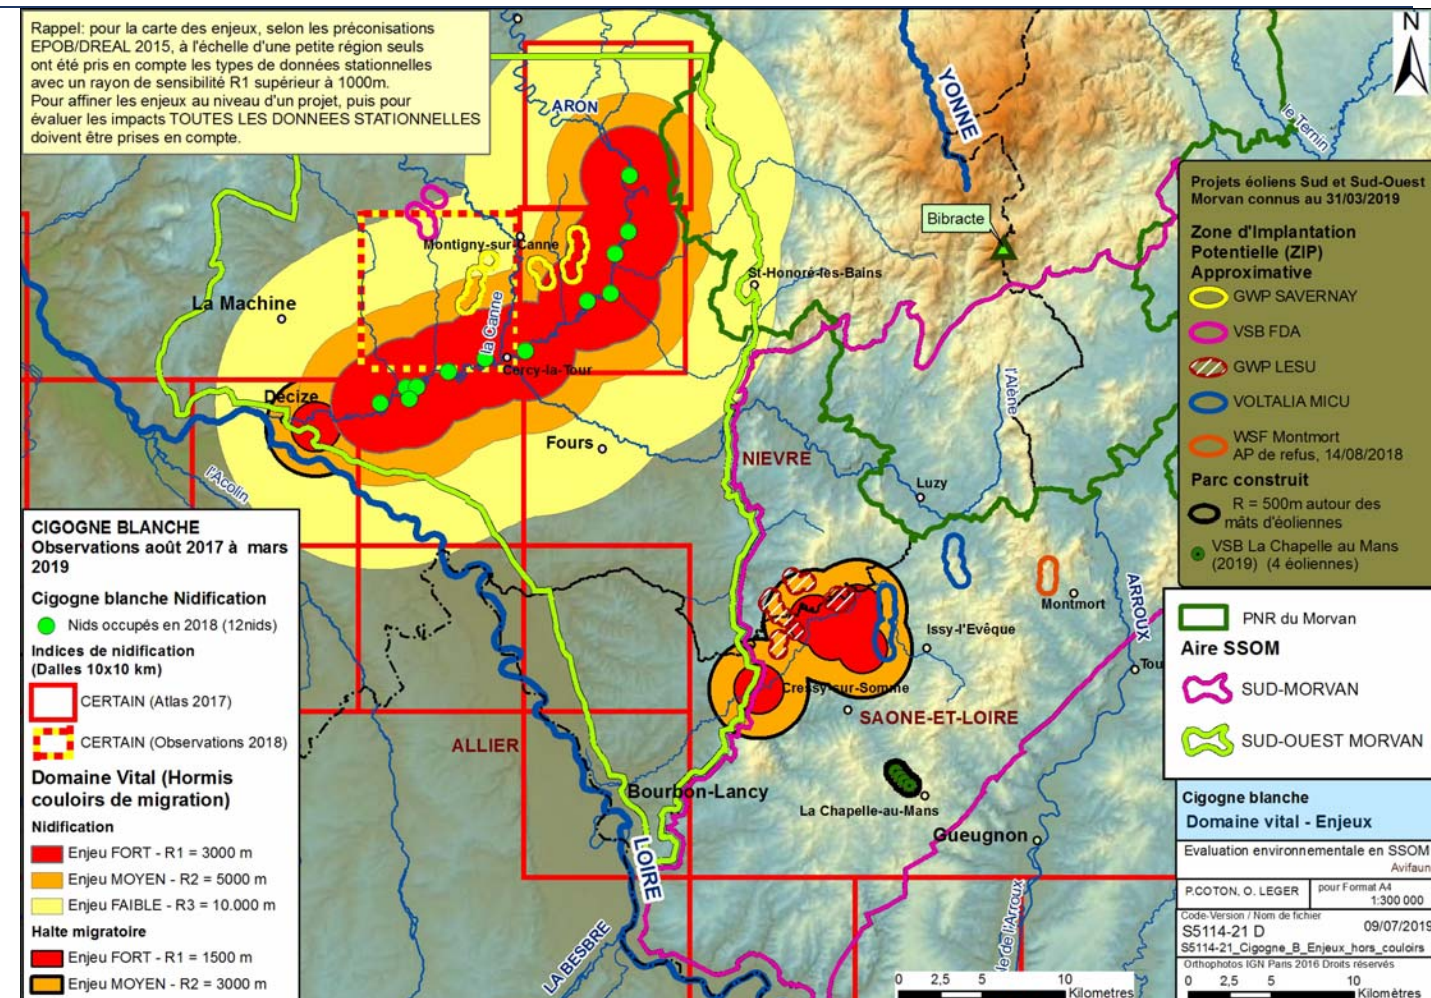 Rappel: pour la carte des enjeux, selon les préconisations
EPOB/DREAL 2015, à l'échelle d'une petite région seuls
ont été pris en compte les types de données stationnelles
avec un rayon de sensibilité R1 supérieur à 1000m.
Pour affiner les enjeux au niveau d'un projet, puis pour
évaluer les impacts TOUTES LES DONNEES STATIONNELLES
doivent être prises en compte.
ARON
YONNE
le Ternin
N
Bibracte
Montigny-sur-Canne
St-Honoré-les-Bains
La Machine
la Canne
Cercy-la-Tour
Décize
Fours
l'Acolin
NIEVRE
l'Alène
Luzy
Montmort
ARROUX
Issy-l'Evêque
Tou
Cressy-sur-Somme
SAONE-ET-LOIRE
ALLIER
Bourbon-Lancy
La Chapelle-au-Mans
Gueugnon
LOIRE
LA BESBRE
le de l'Arroux
Projets éoliens Sud et Sud-Ouest
Morvan connus au 31/03/2019
Zone d'Implantation
Potentielle (ZIP)
Approximative
GWP SAVERNAY
VSB FDA
GWP LESU
VOLTALIA MICU
WSF Montmort
AP de refus, 14/08/2018
Parc construit
R = 500m autour des
mâts d'éoliennes
VSB La Chapelle au Mans
(2019) (4 éoliennes)
PNR du Morvan
Aire SSOM
SUD-MORVAN
SUD-OUEST MORVAN
CIGOGNE BLANCHE
Observations août 2017 à mars
2019
Cigogne blanche Nidification
Nids occupés en 2018 (12nids)
Indices de nidification
(Dalles 10x10 km)
CERTAIN (Atlas 2017)
CERTAIN (Observations 2018)
Domaine Vital (Hormis
couloirs de migration)
Nidification
Enjeu FORT - R1 = 3000 m
Enjeu MOYEN - R2 = 5000 m
Enjeu FAIBLE - R3 = 10.000 m
Halte migratoire
Enjeu FORT - R1 = 1500 m
Enjeu MOYEN - R2 = 3000 m
Cigogne blanche
Domaine vital - Enjeux
Evaluation environnementale en SSOM
Avifaun
P.COTON, O. LEGER
pour Format A4
1:300 000
Code-Version / Nom de fichier
S5114-21 D
09/07/2019
S5114-21_Cigogne_B_Enjeux_hors_couloirs
Orthophotos IGN Paris 2016 Droits réservés
0 2,5 5 10
Kilomètres
0 2,5 5 10
Kilometres